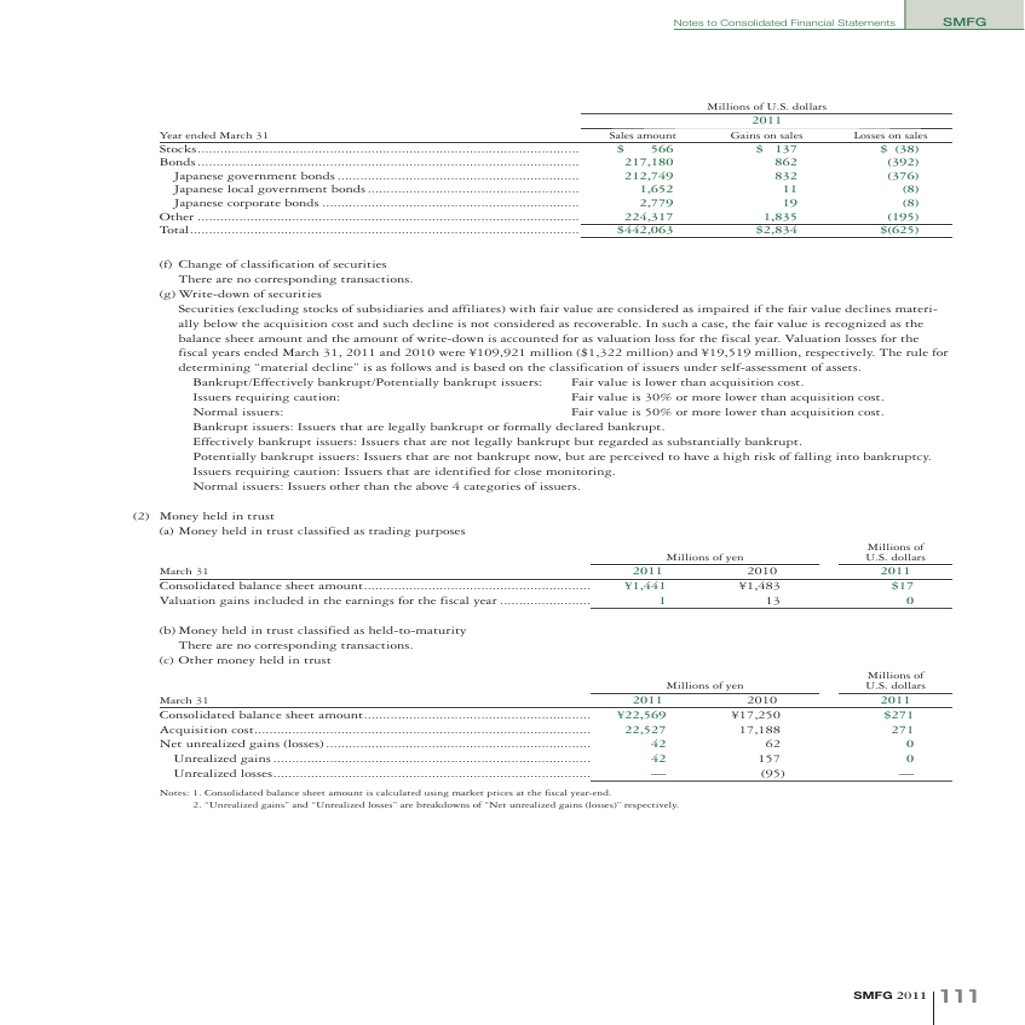 Notes to Consolidated Financial Statements SMFG
Millions of U.S. dollars
2011
Year ended March 31 Sales amount Gains on sales Losses on sales
Stocks $ 566 $ 137 $ (38)
Bonds 217,180 862 (392)
Japanese government bonds 212,749 832 (376)
Japanese local government bonds 1,652 11 (8)
Japanese corporate bonds 2,779 19 (8)
Other 224,317 1,835 (195)
Total $442,063 $2,834 $(625)
(f) Change of classification of securities
There are no corresponding transactions.
(g) Write-down of securities
Securities (excluding stocks of subsidiaries and affiliates) with fair value are considered as impaired if the fair value declines materi-
ally below the acquisition cost and such decline is not considered as recoverable. In such a case, the fair value is recognized as the
balance sheet amount and the amount of write-down is accounted for as valuation loss for the fiscal year. Valuation losses for the
fiscal years ended March 31, 2011 and 2010 were ¥109,921 million ($1,322 million) and ¥19,519 million, respectively. The rule for
determining “material decline” is as follows and is based on the classification of issuers under self-assessment of assets.
Bankrupt/Effectively bankrupt/Potentially bankrupt issuers: Fair value is lower than acquisition cost.
Issuers requiring caution: Fair value is 30% or more lower than acquisition cost.
Normal issuers: Fair value is 50% or more lower than acquisition cost.
Bankrupt issuers: Issuers that are legally bankrupt or formally declared bankrupt.
Effectively bankrupt issuers: Issuers that are not legally bankrupt but regarded as substantially bankrupt.
Potentially bankrupt issuers: Issuers that are not bankrupt now, but are perceived to have a high risk of falling into bankruptcy.
Issuers requiring caution: Issuers that are identified for close monitoring.
Normal issuers: Issuers other than the above 4 categories of issuers.
(2) Money held in trust
(a) Money held in trust classified as trading purposes
Millions of
Millions of yen U.S. dollars
March 31 2011 2010 2011
Consolidated balance sheet amount ¥1,441 ¥1,483 $17
Valuation gains included in the earnings for the fiscal year 1 13 0
(b) Money held in trust classified as held-to-maturity
There are no corresponding transactions.
(c) Other money held in trust
Millions of
Millions of yen U.S. dollars
March 31 2011 2010 2011
Consolidated balance sheet amount ¥22,569 ¥17,250 $271
Acquisition cost 22,527 17,188 271
Net unrealized gains (losses) 42 62 0
Unrealized gains 42 157 0
Unrealized losses — (95) —
Notes: 1. Consolidated balance sheet amount is calculated using market prices at the fiscal year-end.
2. “Unrealized gains” and “Unrealized losses” are breakdowns of “Net unrealized gains (losses)” respectively.
SMFG 2011 111